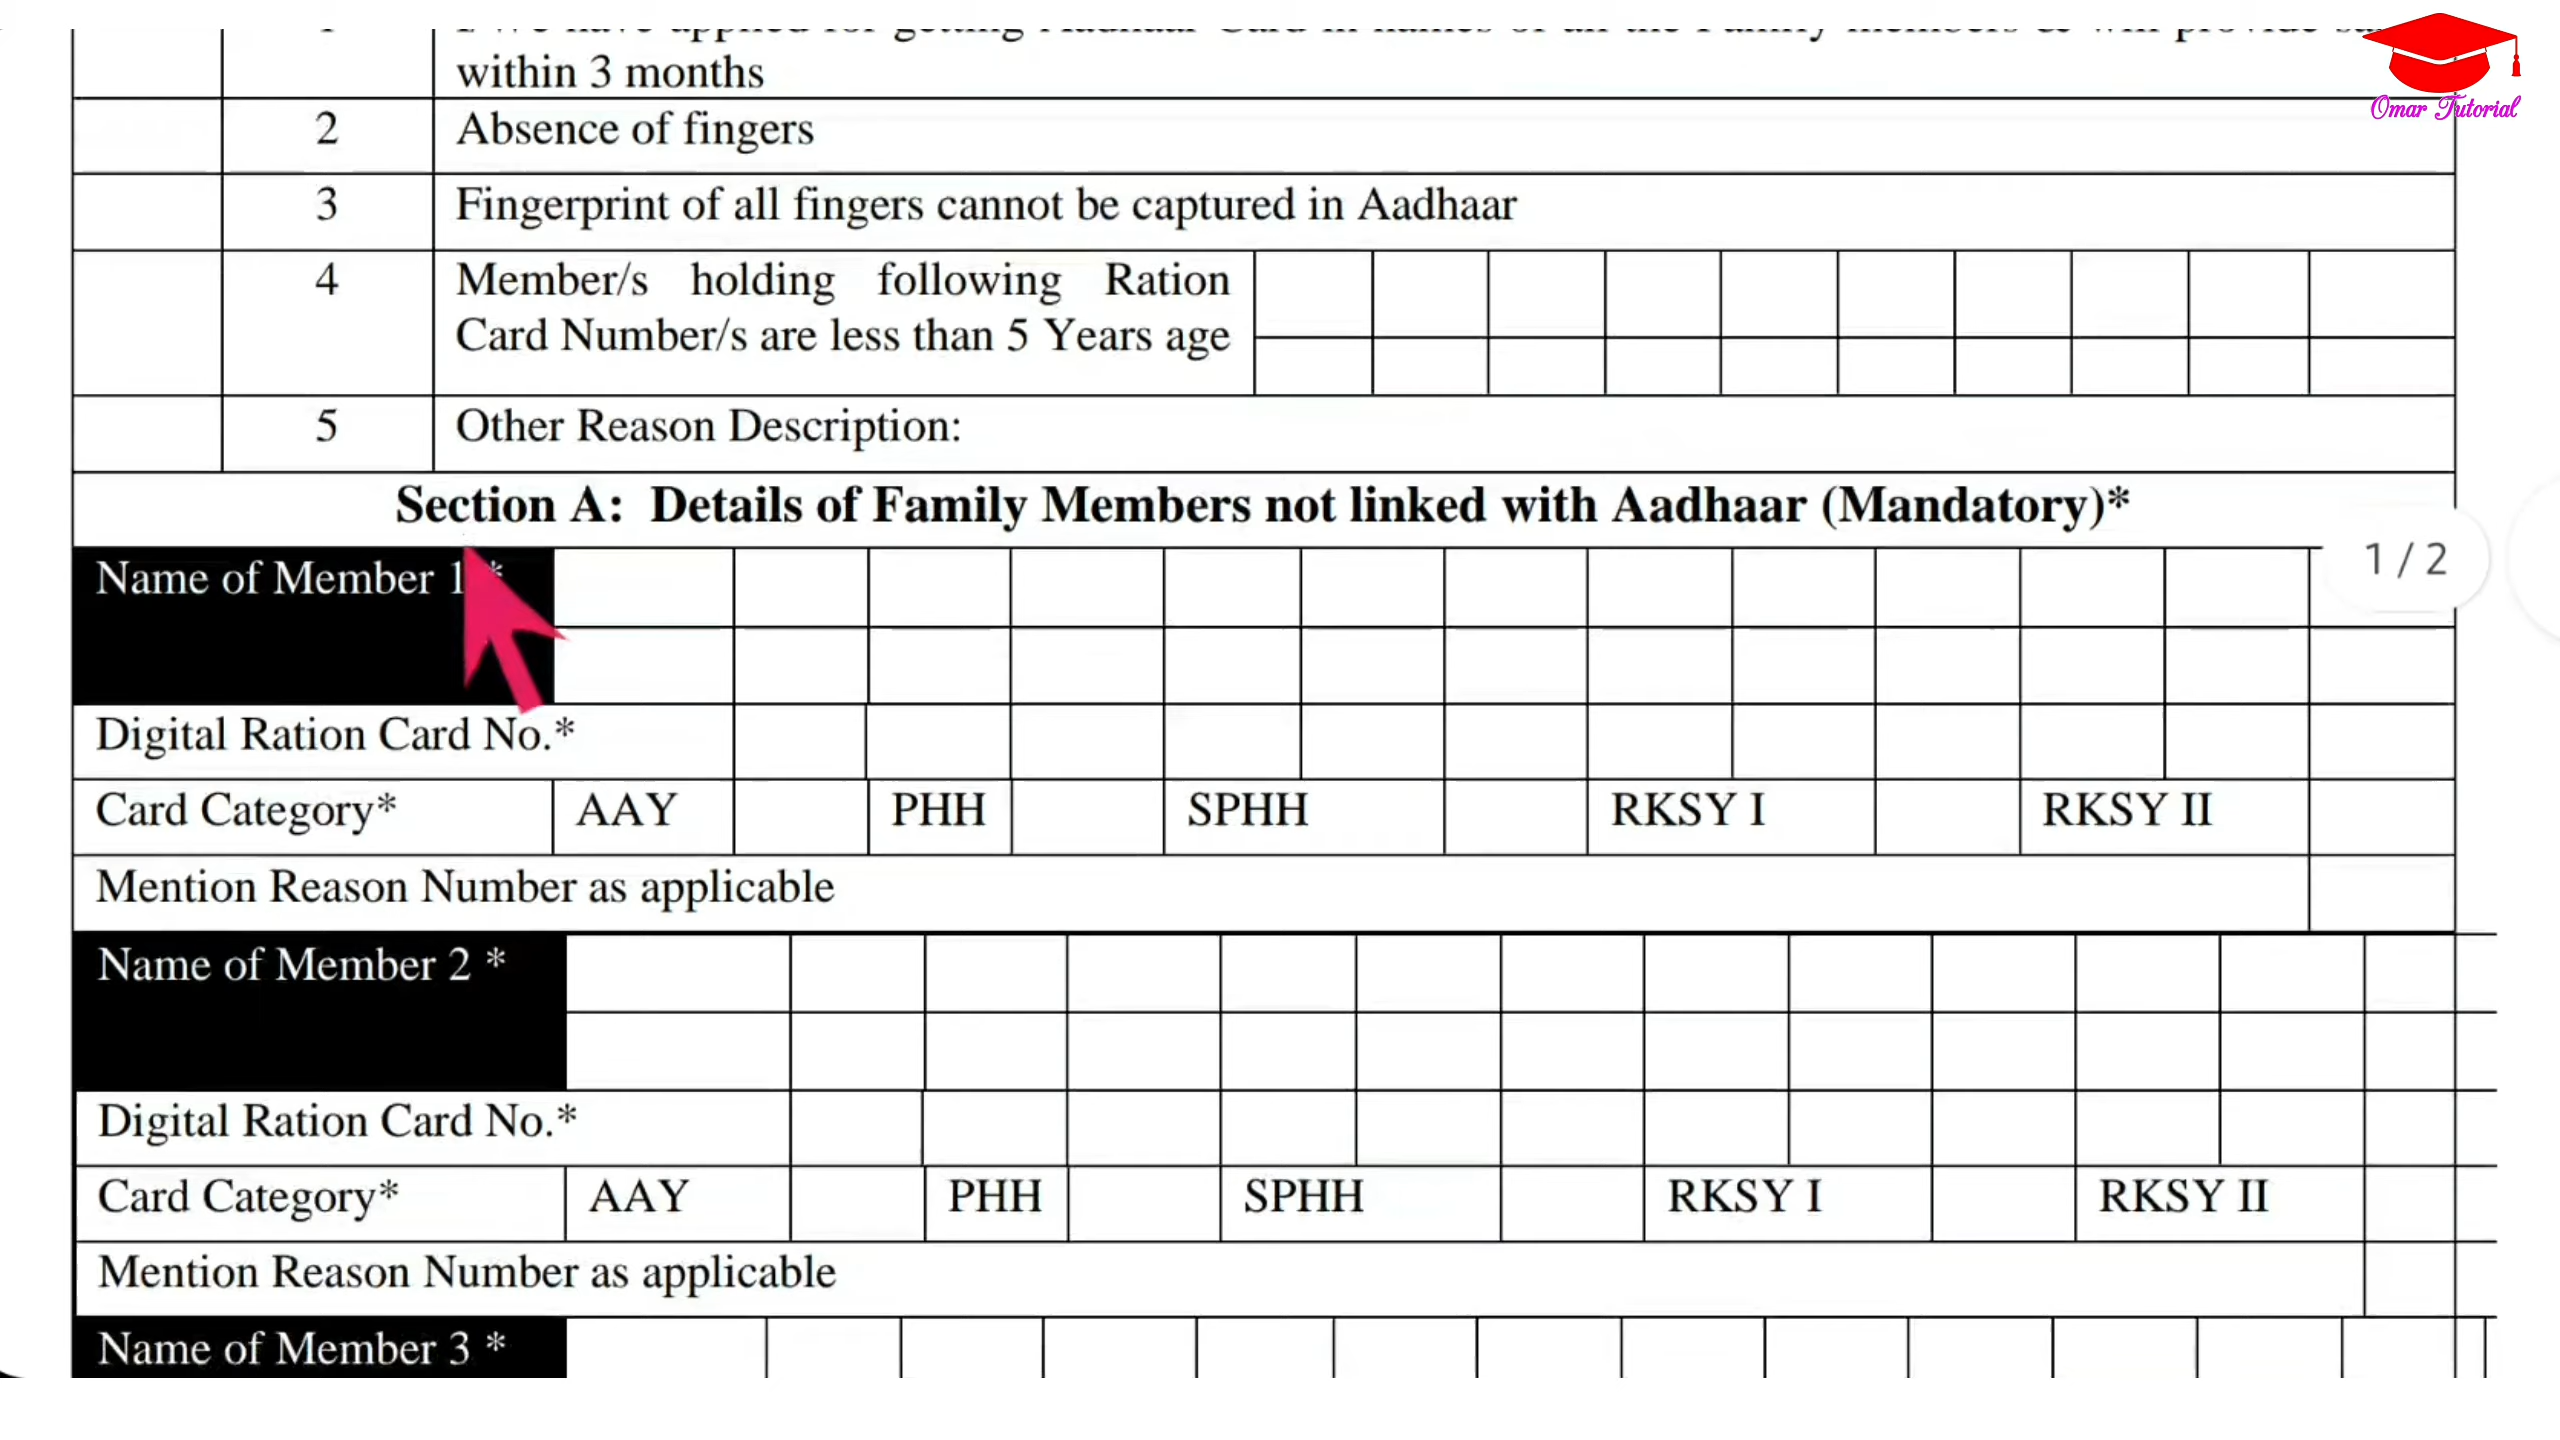 within 3 months
Omar Tutorial
2 Absence of fingers
3 Fingerprint of all fingers cannot be captured in Aadhaar
4 Member/s holding following Ration
Card Number/s are less than 5 Years age
5 Other Reason Description:
Section A: Details of Family Members not linked with Aadhaar (Mandatory)*
Name of Member 1 *
1 / 2
Digital Ration Card No.*
Card Category* AAY PHH SPHH RKSY I RKSY II
Mention Reason Number as applicable
Name of Member 2 *
Digital Ration Card No.*
Card Category* AAY PHH SPHH RKSY I RKSY II
Mention Reason Number as applicable
Name of Member 3 *